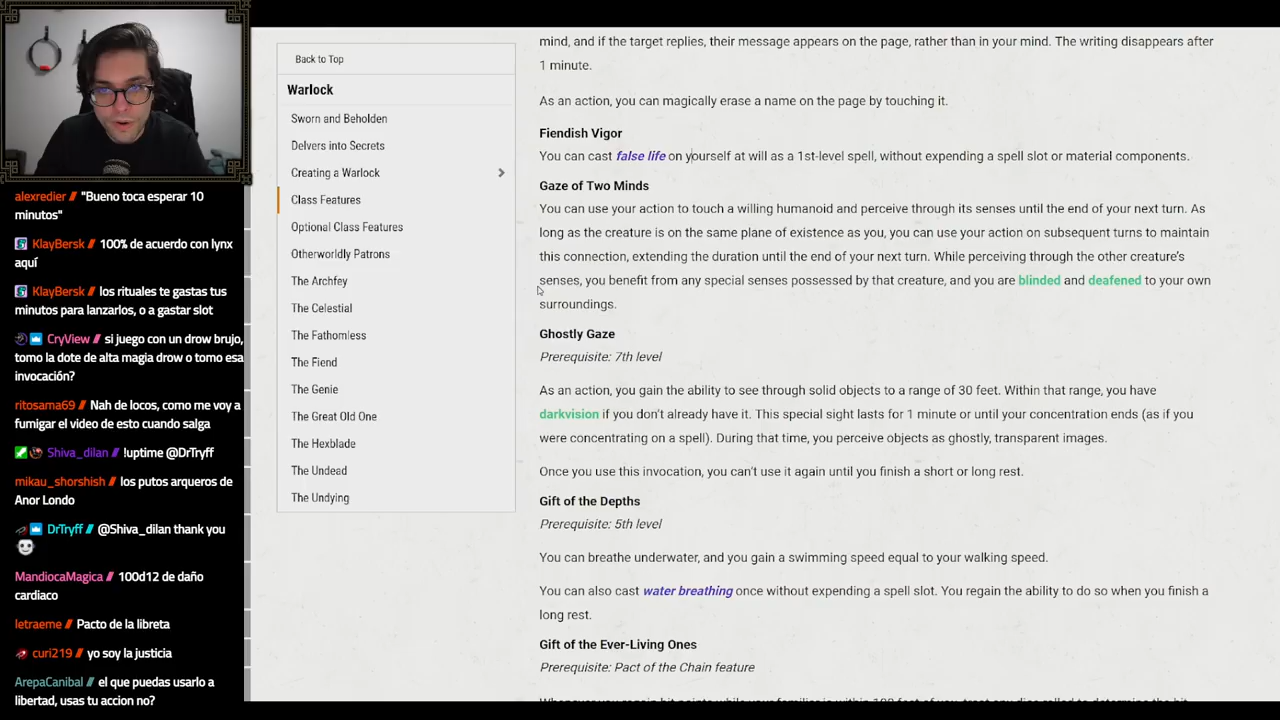 alexredier // "Bueno toca esperar 10
minutos"
KlayBersk // 100% de acuerdo con lynx
aquí
KlayBersk // los rituales te gastas tus
minutos para lanzarlos, o a gastar slot
CryView // si juego con un drow brujo,
tomo la dote de alta magia drow o tomo esa
invocación?
ritosama69 // Nah de locos, como me voy a
fumigar el video de esto cuando salga
Shiva_dilan // !uptime @DrTryff
mikau_shorshish // los putos arqueros de
Anor Londo
DrTryff // @Shiva_dilan thank you
MandiocaMagica // 100d12 de daño
cardiaco
letraeme // Pacto de la libreta
curi219 // yo soy la justicia
ArepaCanibal // el que puedas usarlo a
libertad, usas tu accion no?
Back to Top
Warlock
Sworn and Beholden
Delvers into Secrets
Creating a Warlock
Class Features
Optional Class Features
Otherworldly Patrons
The Archfey
The Celestial
The Fathomless
The Fiend
The Genie
The Great Old One
The Hexblade
The Undead
The Undying
mind, and if the target replies, their message appears on the page, rather than in your mind. The writing disappears after
1 minute.
As an action, you can magically erase a name on the page by touching it.
Fiendish Vigor
You can cast false life on yourself at will as a 1st-level spell, without expending a spell slot or material components.
Gaze of Two Minds
You can use your action to touch a willing humanoid and perceive through its senses until the end of your next turn. As
long as the creature is on the same plane of existence as you, you can use your action on subsequent turns to maintain
this connection, extending the duration until the end of your next turn. While perceiving through the other creature's
senses, you benefit from any special senses possessed by that creature, and you are blinded and deafened to your own
surroundings.
Ghostly Gaze
Prerequisite: 7th level
As an action, you gain the ability to see through solid objects to a range of 30 feet. Within that range, you have
darkvision if you don't already have it. This special sight lasts for 1 minute or until your concentration ends (as if you
were concentrating on a spell). During that time, you perceive objects as ghostly, transparent images.
Once you use this invocation, you can't use it again until you finish a short or long rest.
Gift of the Depths
Prerequisite: 5th level
You can breathe underwater, and you gain a swimming speed equal to your walking speed.
You can also cast water breathing once without expending a spell slot. You regain the ability to do so when you finish a
long rest.
Gift of the Ever-Living Ones
Prerequisite: Pact of the Chain feature